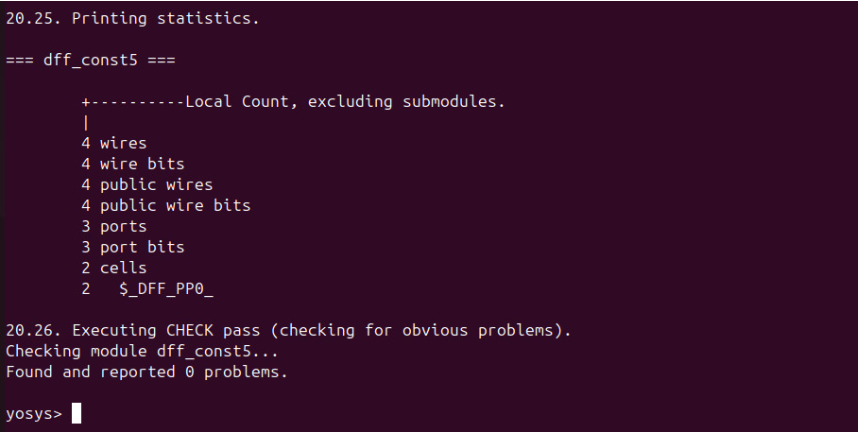 20.25. Printing statistics.
=== dff_const5 ===
+----------Local Count, excluding submodules.
|
4 wires
4 wire bits
4 public wires
4 public wire bits
3 ports
3 port bits
2 cells
2   $_DFF_PP0_
20.26. Executing CHECK pass (checking for obvious problems).
Checking module dff_const5...
Found and reported 0 problems.
yosys>